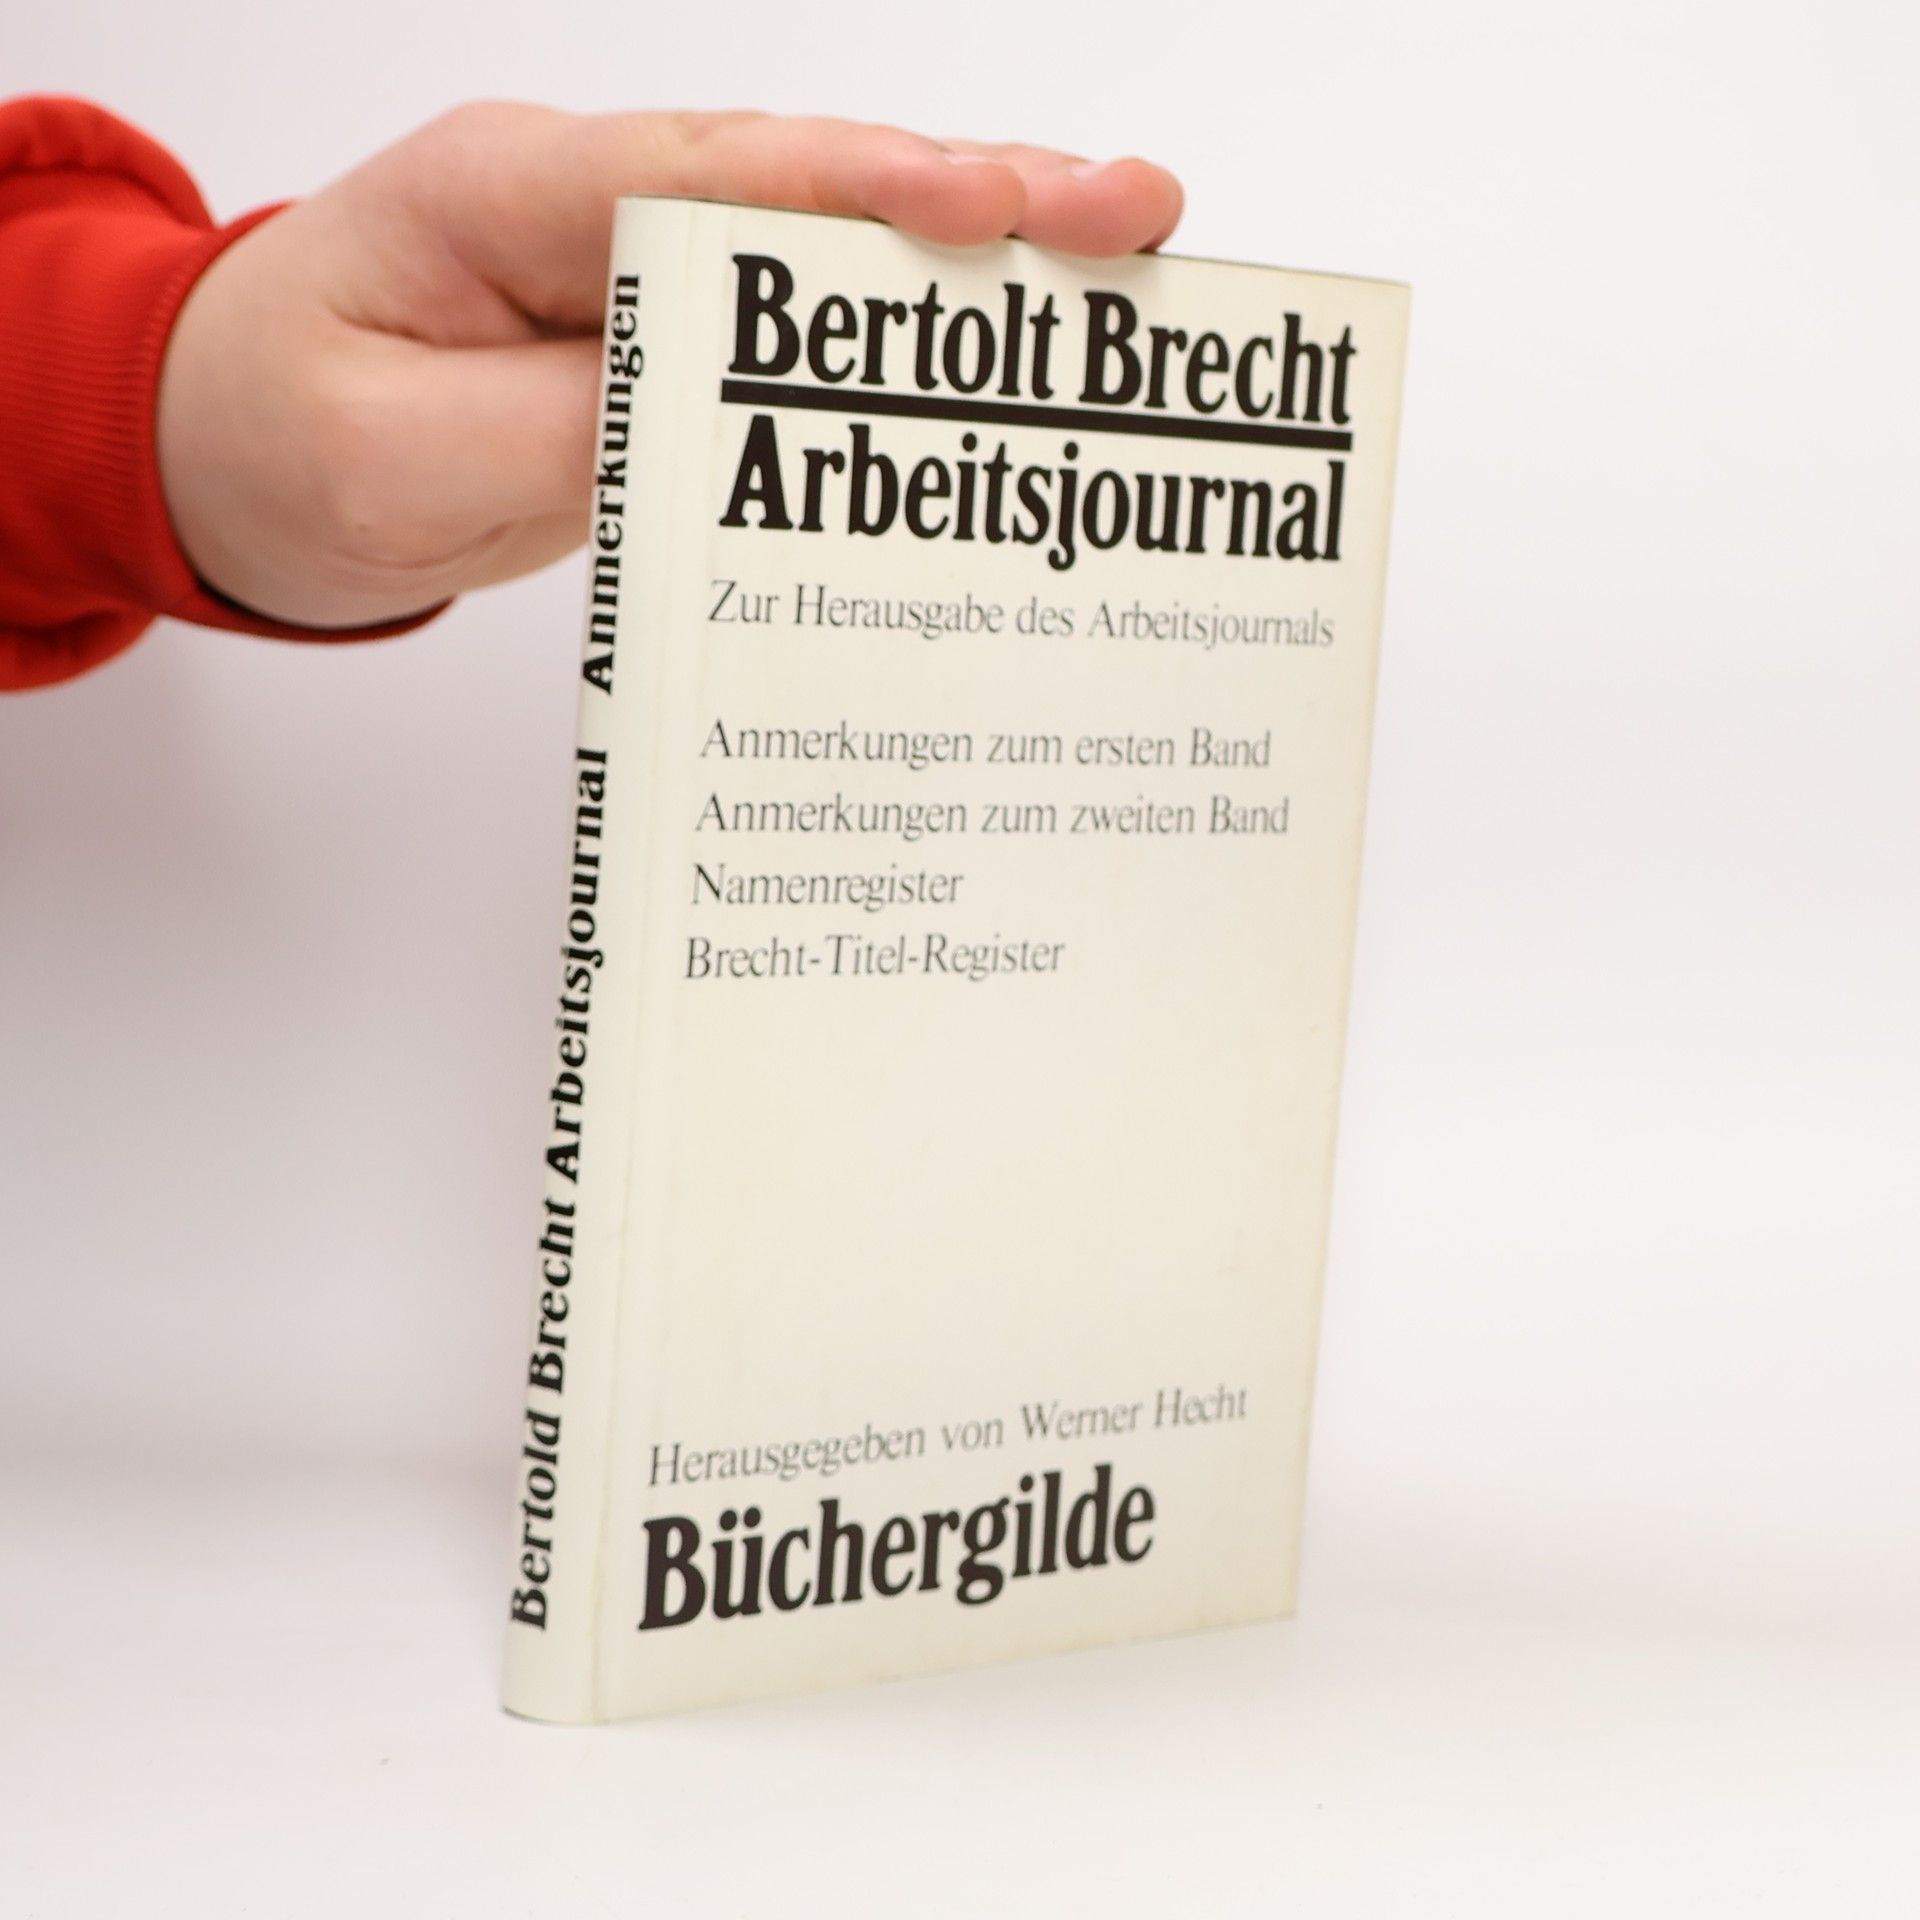 Bertolt Brecht
Arbeitsjournal
Zur Herausgabe des Arbeitsjournals
Anmerkungen zum ersten Band
Anmerkungen zum zweiten Band
Namenregister
Brecht-Titel-Register
Herausgegeben von Werner Hecht
Büchergilde
Bertold Brecht Arbeitsjournal Anmerkungen